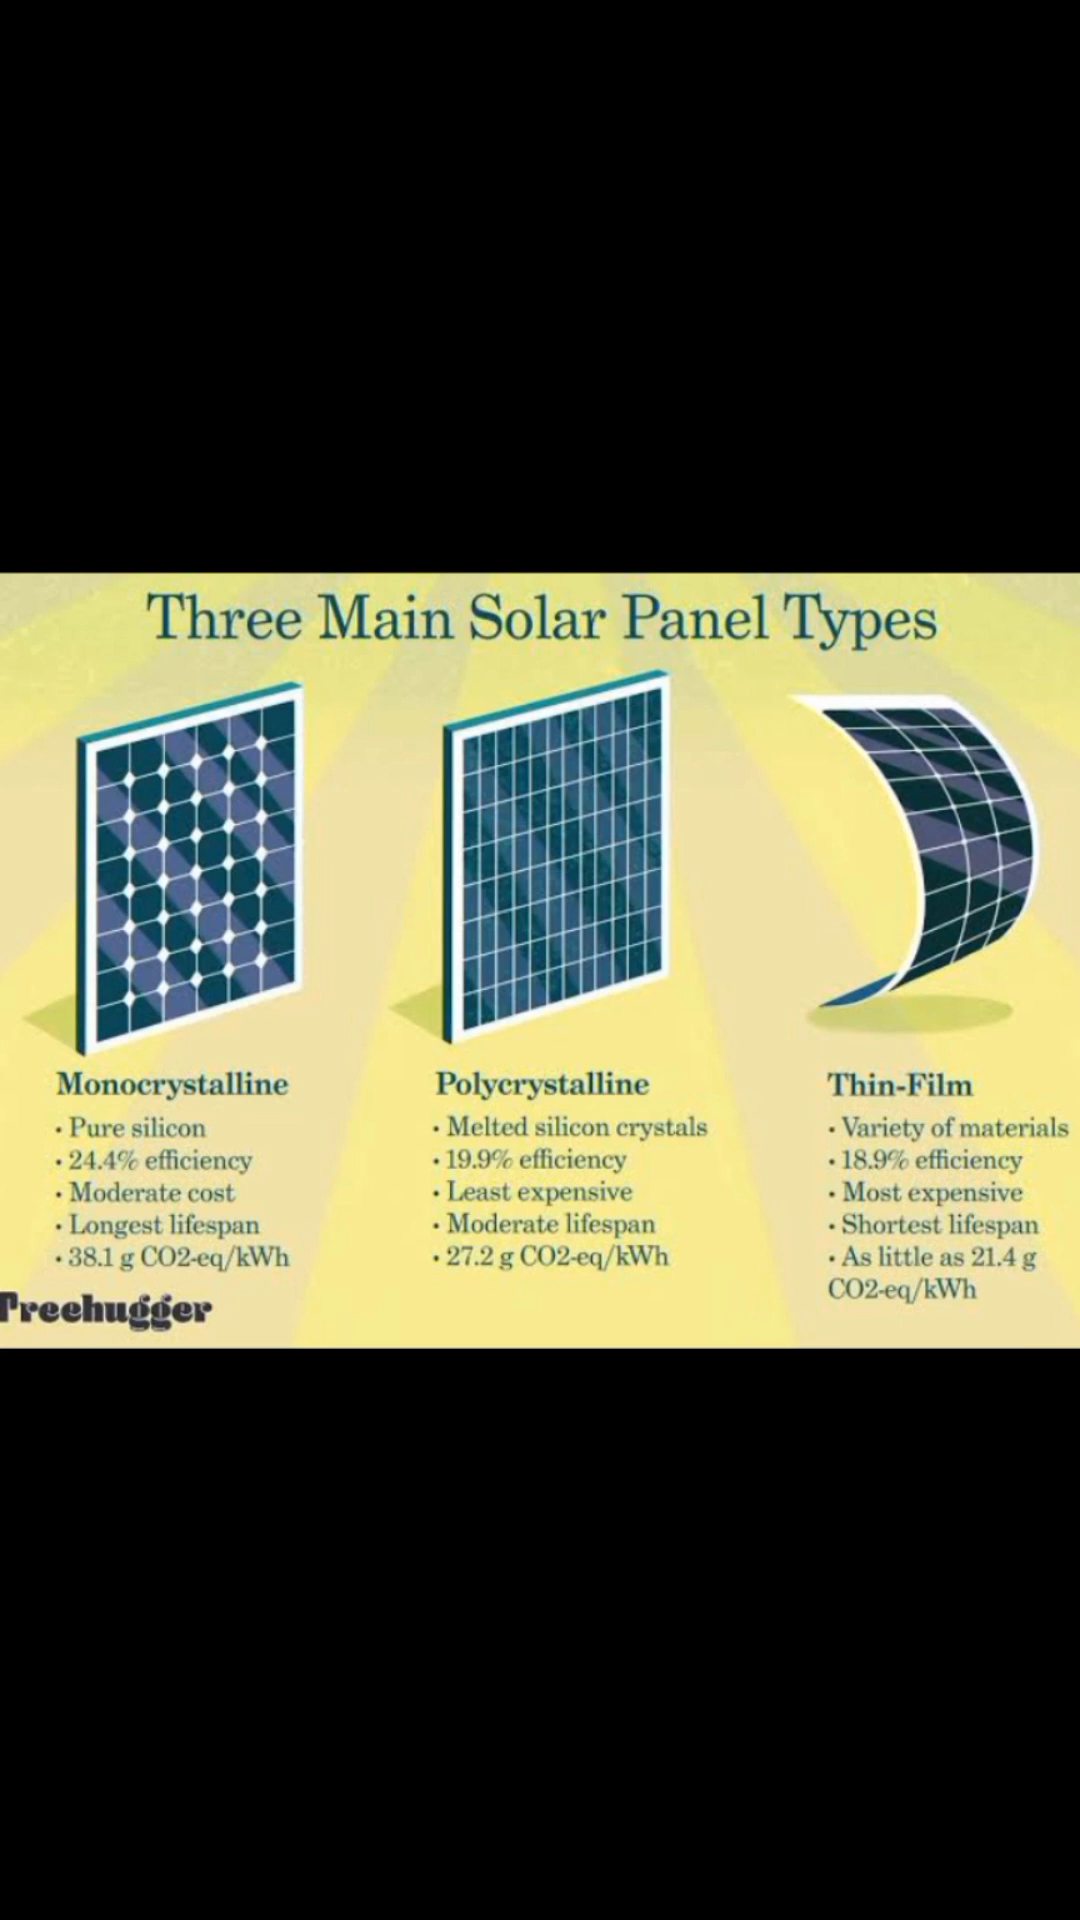 Three Main Solar Panel Types
Monocrystalline
• Pure silicon
• 24.4% efficiency
• Moderate cost
• Longest lifespan
• 38.1 g CO2-eq/kWh
Polycrystalline
• Melted silicon crystals
• 19.9% efficiency
• Least expensive
• Moderate lifespan
• 27.2 g CO2-eq/kWh
Thin-Film
• Variety of materials
• 18.9% efficiency
• Most expensive
• Shortest lifespan
• As little as 21.4 g
CO2-eq/kWh
Treehugger